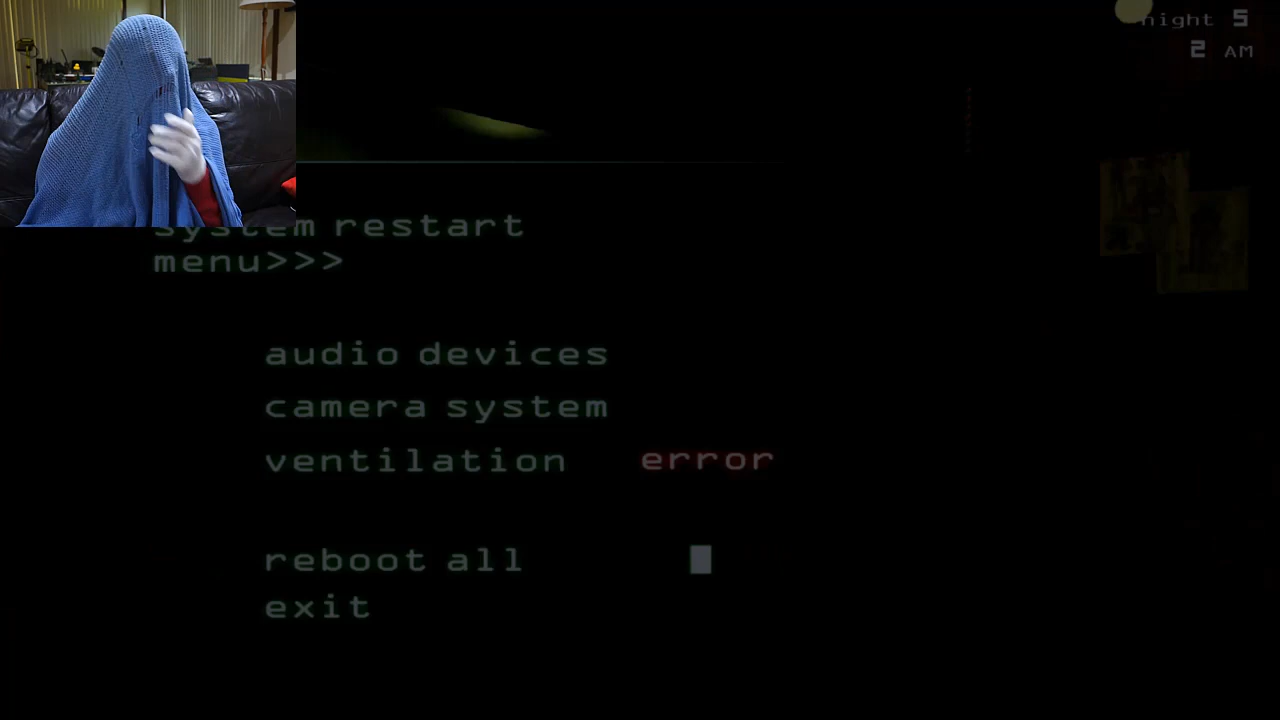 night 5
2 AM
system restart
menu>>>
audio devices
camera system
ventilation error
reboot all
exit